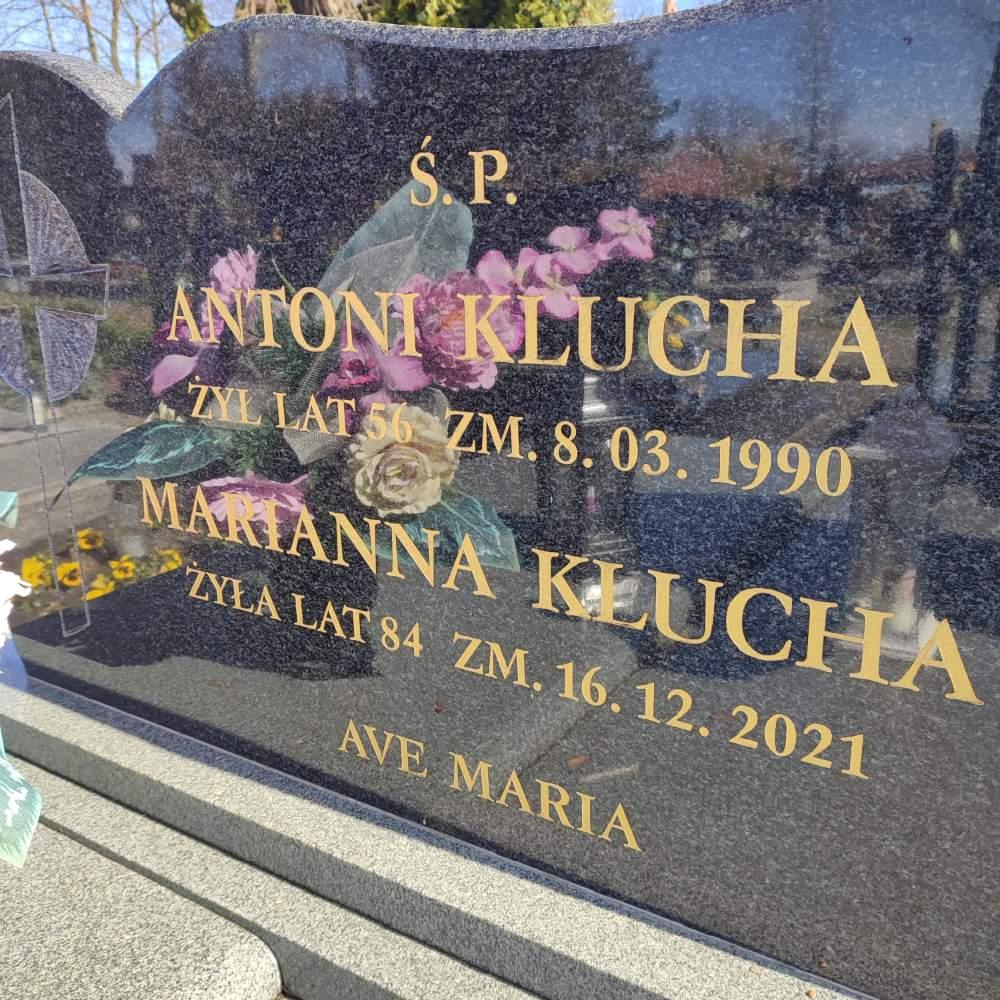 Ś. P.
ANTONI KLUCHA
ŻYŁ LAT 56 ZM. 8. 03. 1990
MARIANNA KLUCHA
ŻYŁA LAT 84 ZM. 16. 12. 2021
AVE MARIA